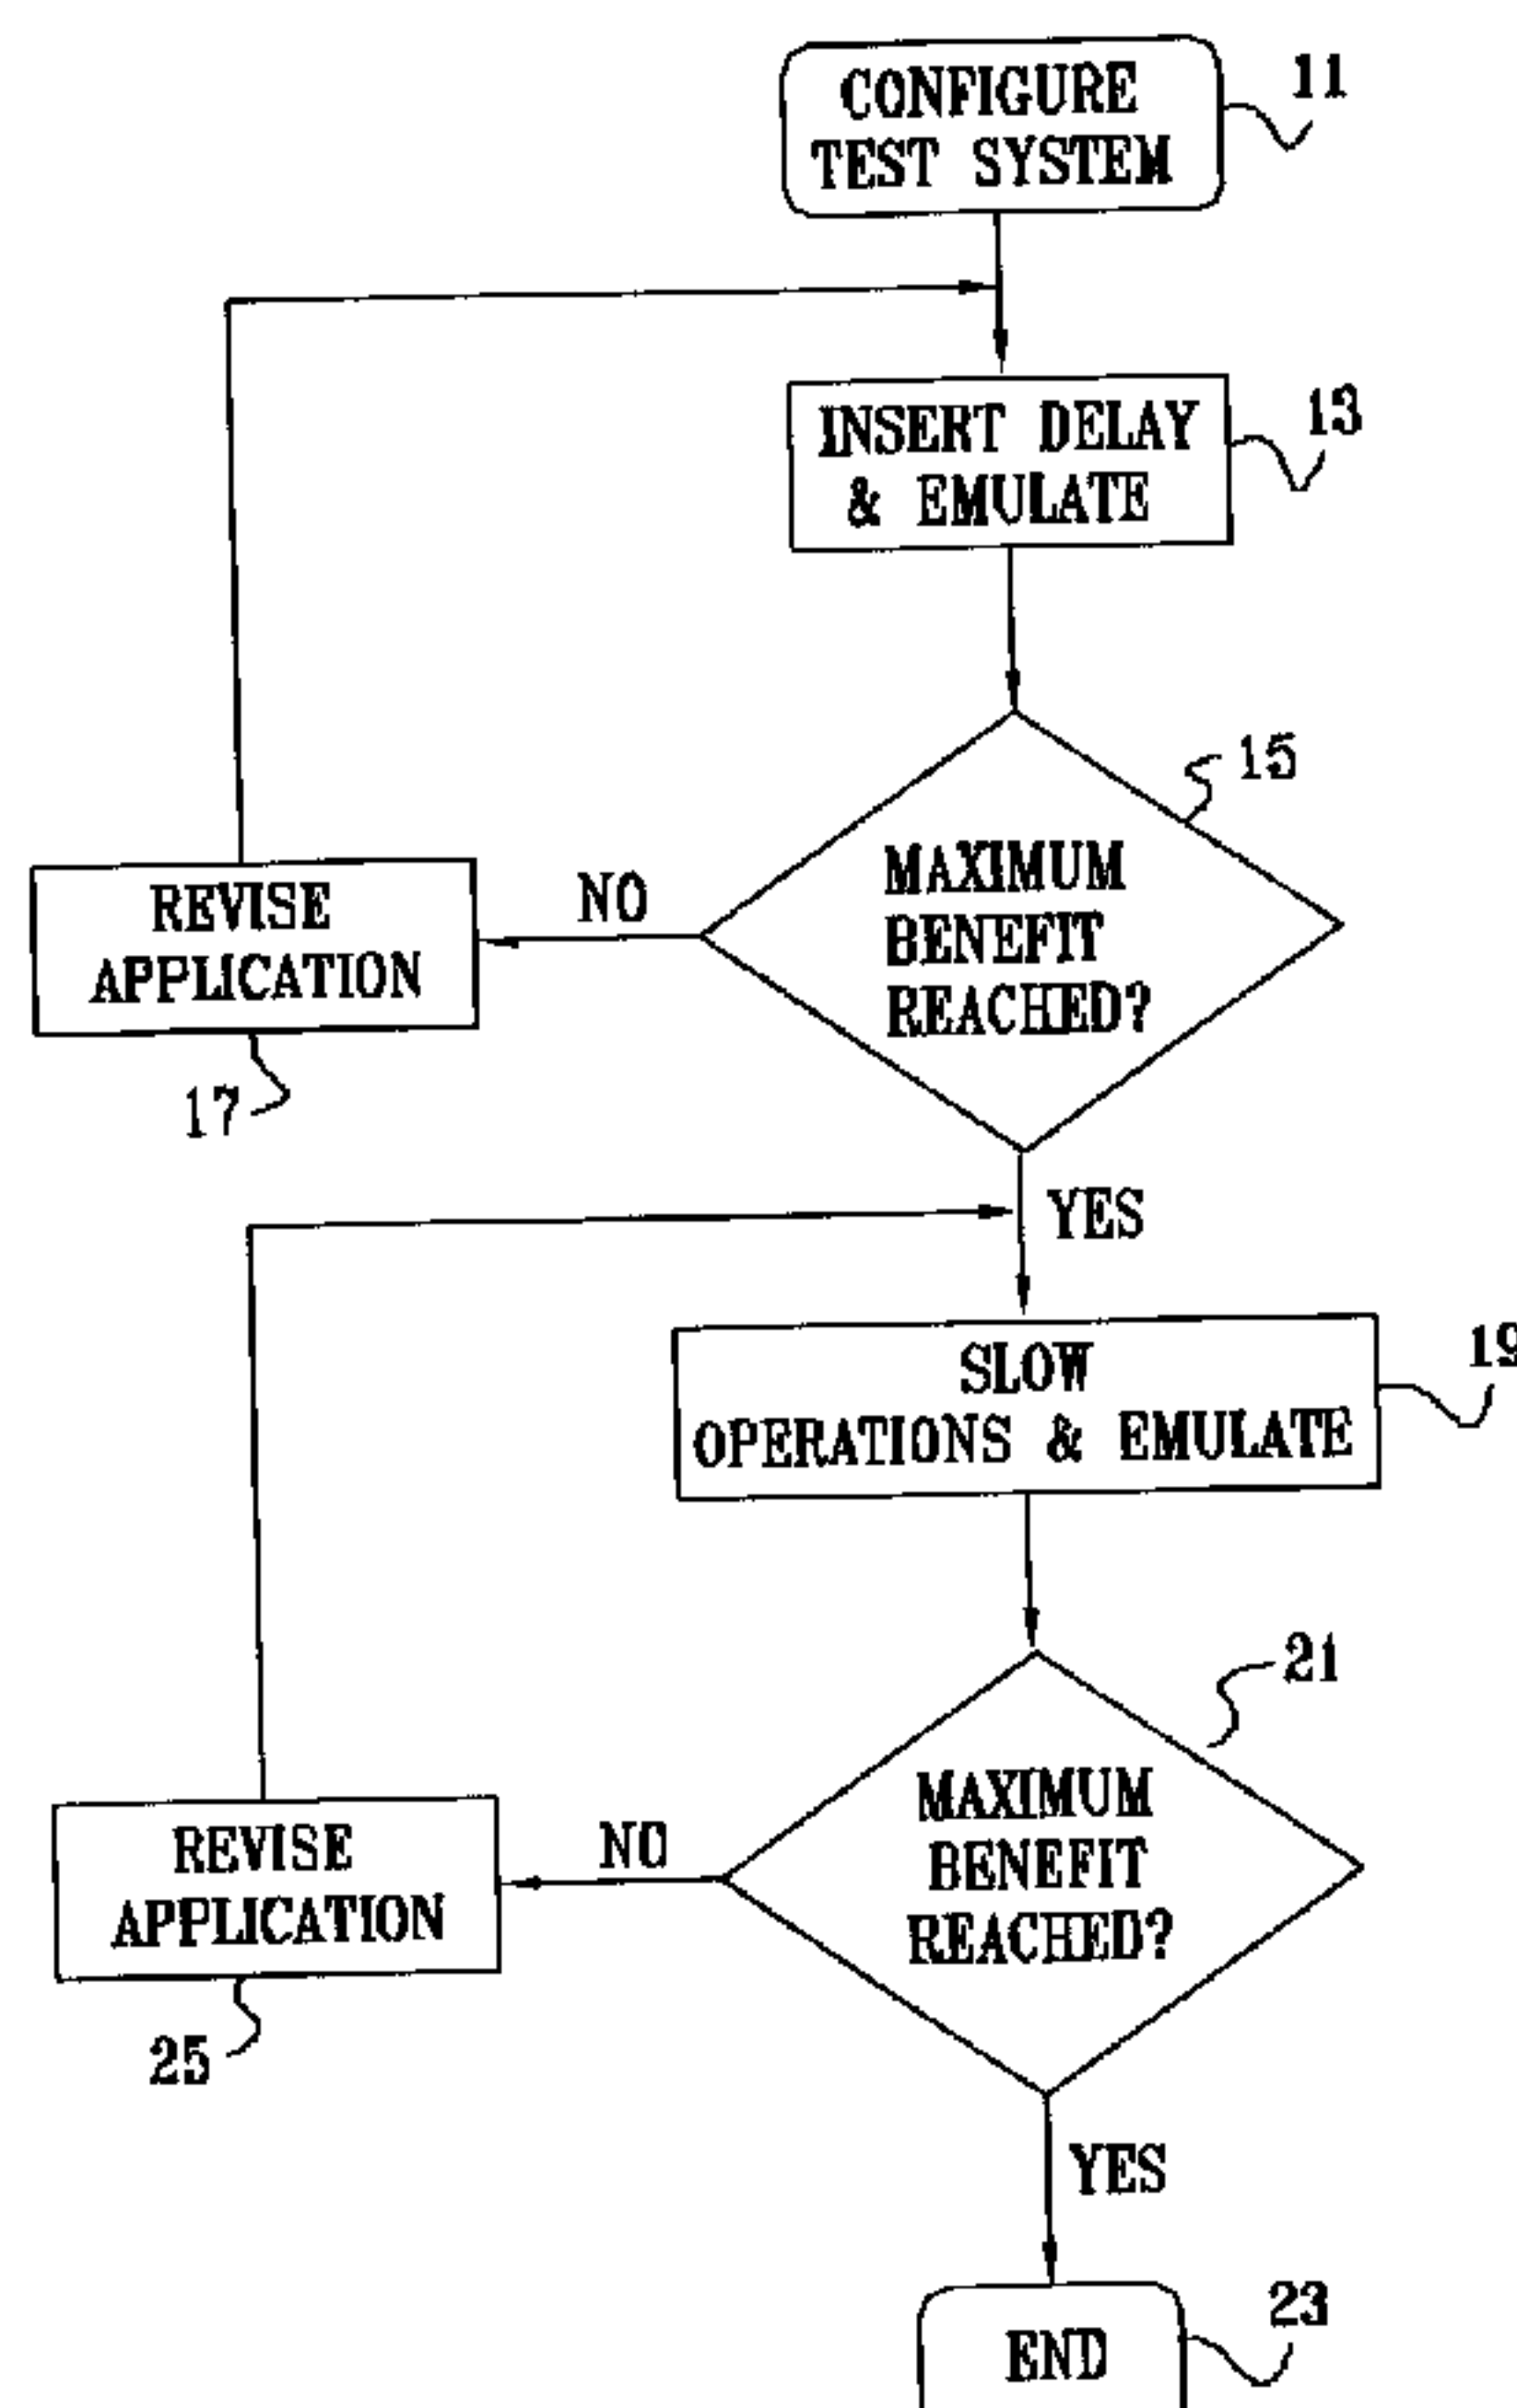 CONFIGURE
TEST SYSTEM
11
INSERT DELAY
& EMULATE
13
15
MAXIMUM
BENEFIT
REACHED?
NO
REVISE
APPLICATION
17
YES
SLOW
OPERATIONS & EMULATE
19
21
MAXIMUM
BENEFIT
REACHED?
NO
REVISE
APPLICATION
25
YES
END
23